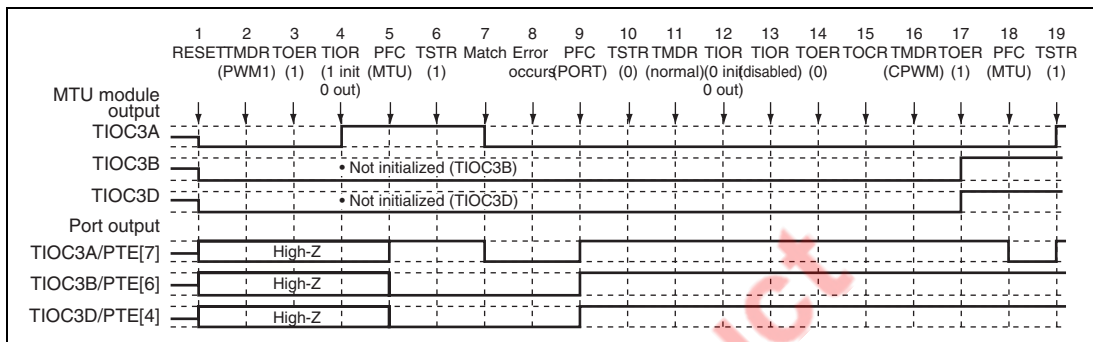 1 2 3 4 5 6 7 8 9 10 11 12 13 14 15 16 17 18 19
RESET TMDR TOER TIOR PFC TSTR Match Error PFC TSTR TMDR TIOR TIOR TOER TOCR TMDR TOER PFC TSTR
(PWM1) (1) (1 init (MTU) (1) occurs (PORT) (0) (normal) (0 init (disabled) (0) (CPWM) (1) (MTU) (1)
0 out) 0 out)
MTU module
output
TIOC3A
TIOC3B
• Not initialized (TIOC3B)
TIOC3D
• Not initialized (TIOC3D)
Port output
TIOC3A/PTE[7]
High-Z
TIOC3B/PTE[6]
High-Z
TIOC3D/PTE[4]
High-Z
uct